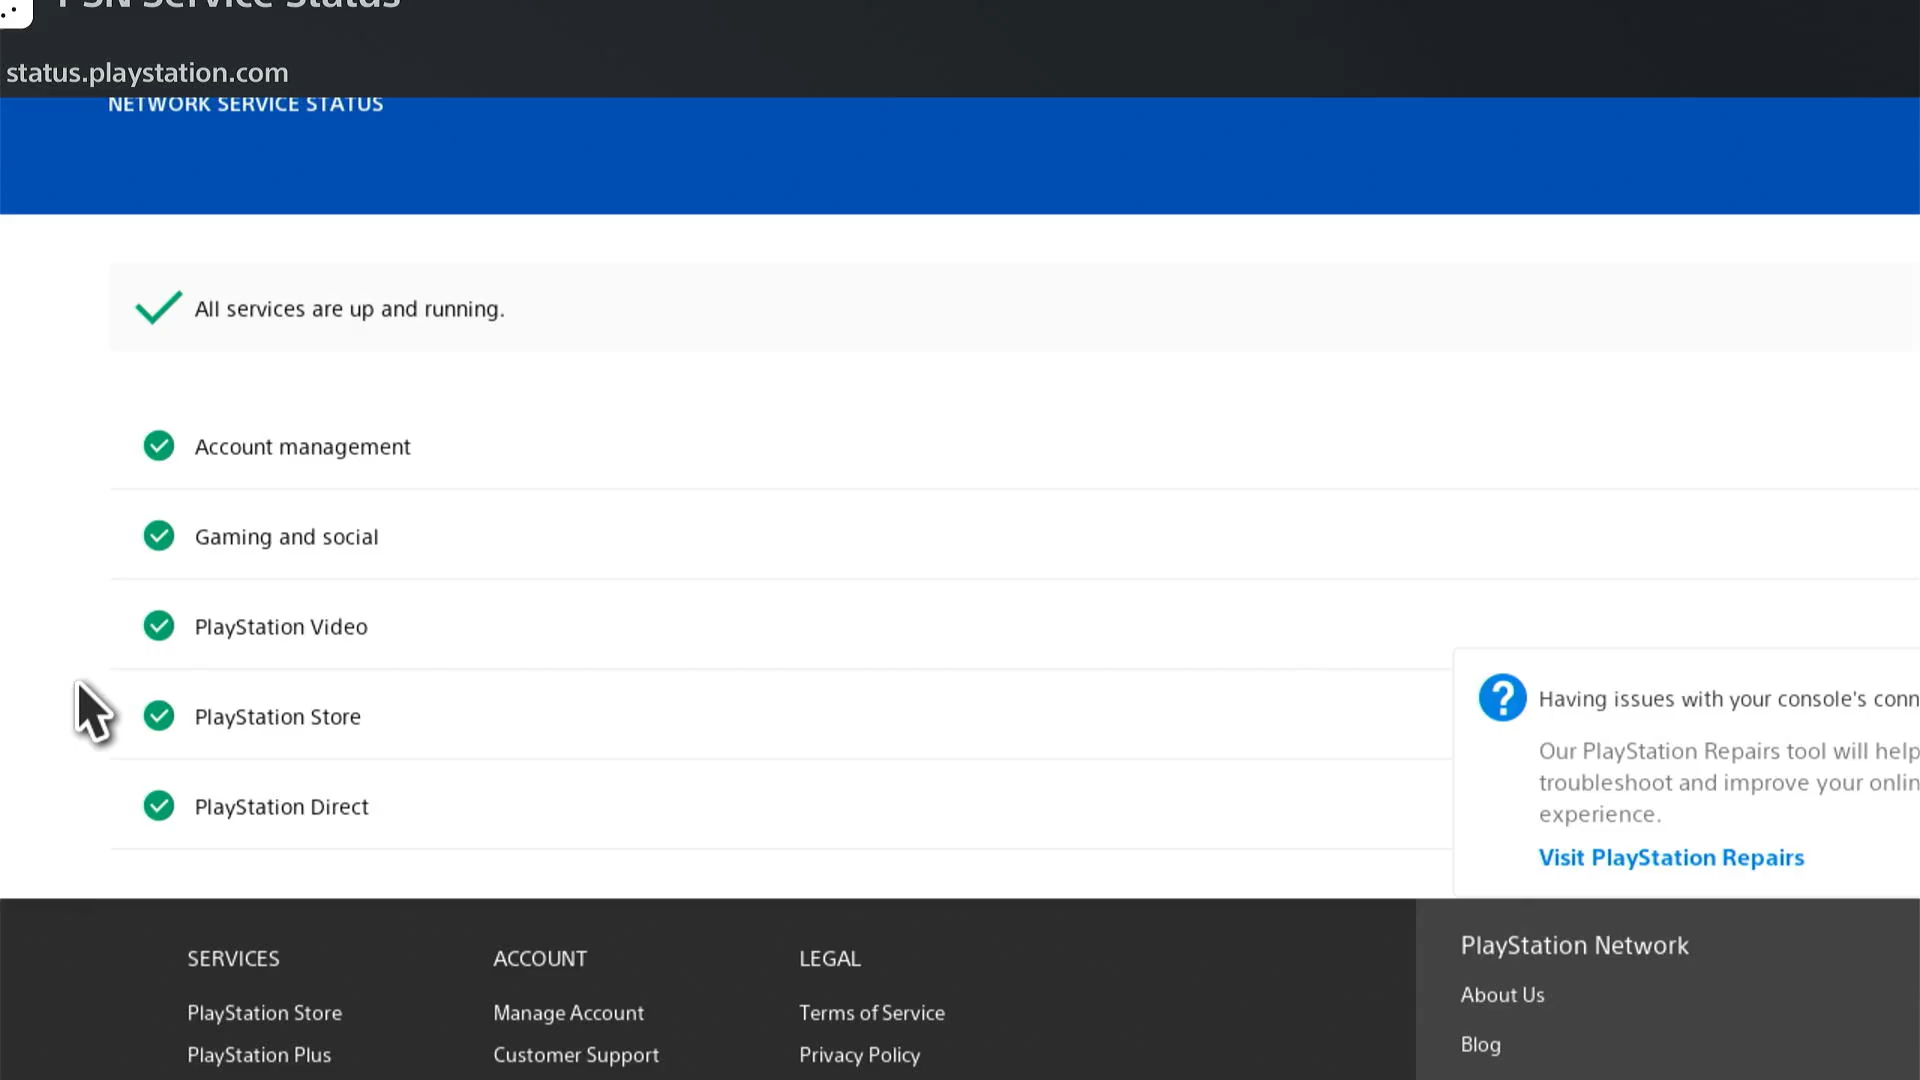 PSN Service Status
status.playstation.com
NETWORK SERVICE STATUS
All services are up and running.
Account management
Gaming and social
PlayStation Video
PlayStation Store
PlayStation Direct
Having issues with your console's conn
Our PlayStation Repairs tool will help
troubleshoot and improve your onlin
experience.
Visit PlayStation Repairs
SERVICES
PlayStation Store
PlayStation Plus
ACCOUNT
Manage Account
Customer Support
LEGAL
Terms of Service
Privacy Policy
PlayStation Network
About Us
Blog